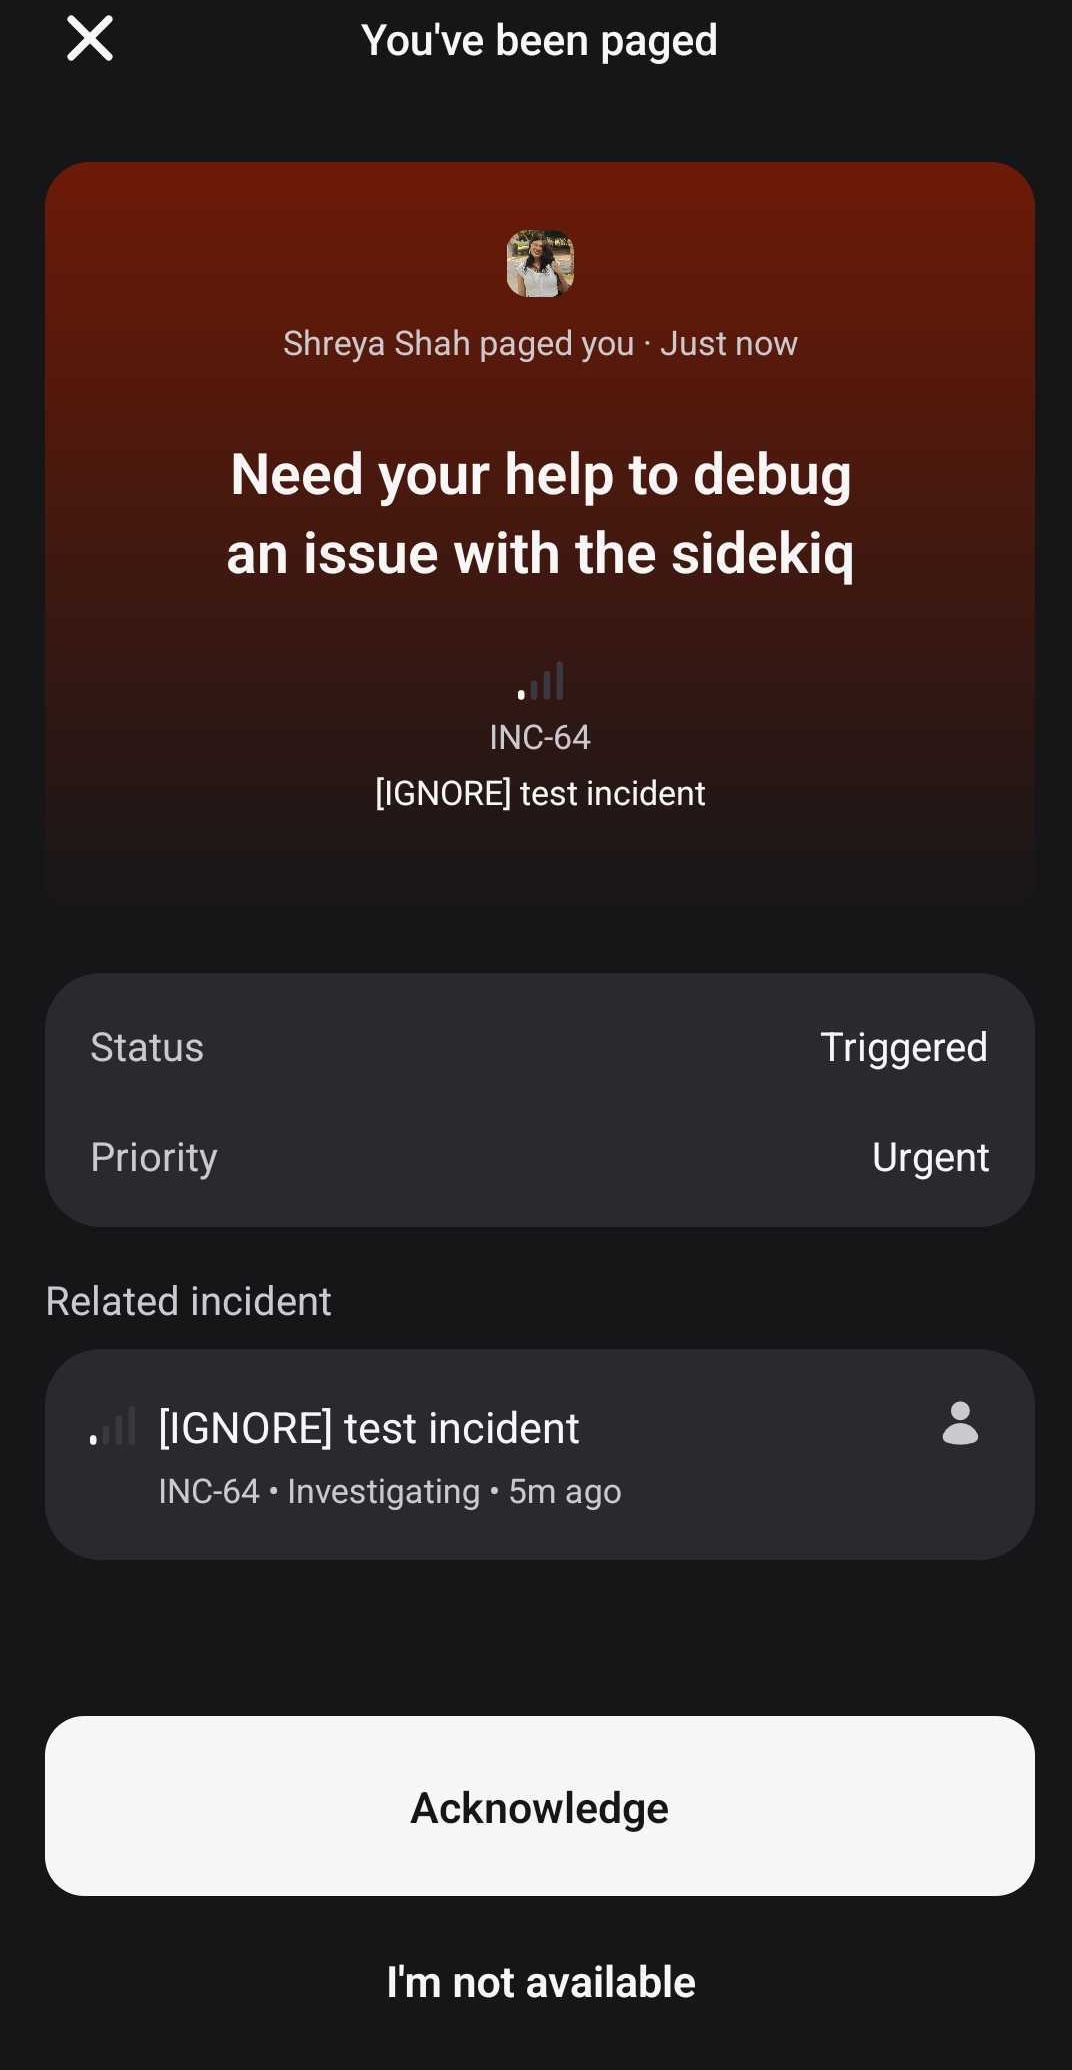 You've been paged
Shreya Shah paged you · Just now
Need your help to debug
an issue with the sidekiq
INC-64
[IGNORE] test incident
Status
Triggered
Priority
Urgent
Related incident
[IGNORE] test incident
INC-64 • Investigating • 5m ago
Acknowledge
I'm not available